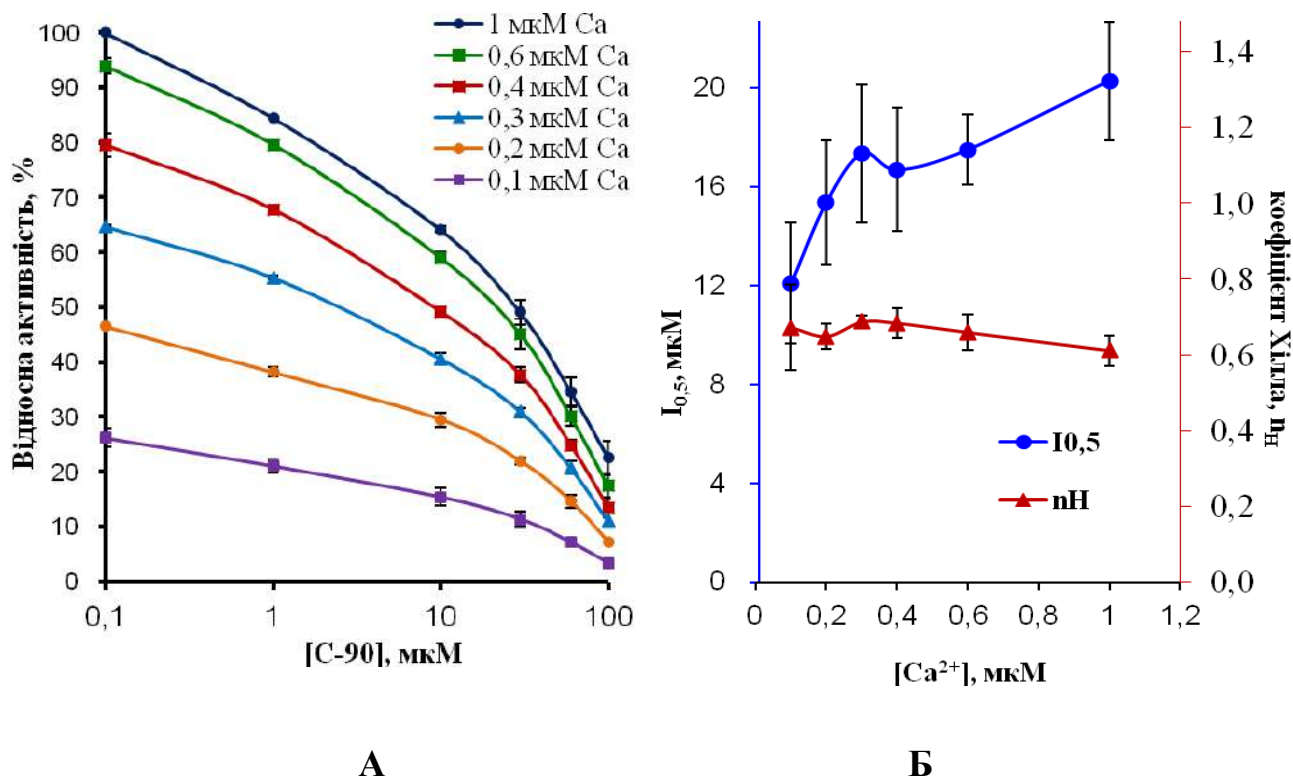 Відносна активність, %
100
90
80
70
60
50
40
30
20
10
0
0,1
1
10
100
[C-90], мкМ
1 мкМ Ca
0,6 мкМ Ca
0,4 мкМ Ca
0,3 мкМ Ca
0,2 мкМ Ca
0,1 мкМ Ca
I0,5, мкМ
20
16
12
8
4
0
0
0,2
0,4
0,6
0,8
1
1,2
[Ca²⁺], мкМ
I0,5
nH
1,4
1,2
1,0
0,8
0,6
0,4
0,2
0,0
коефіцієнт Хілла, nH
А
Б